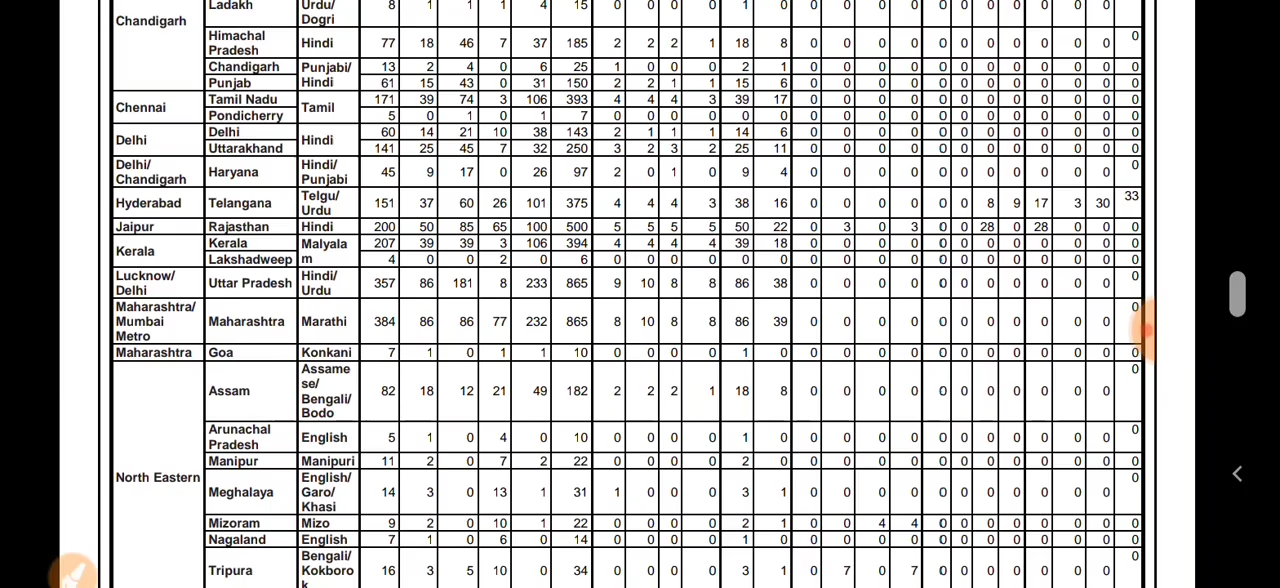 Chandigarh Ladakh Urdu/ Dogri 8 1 1 1 4 15 0 0 0 0 1 0 0 0 0 0 0 0 0 0 0 0 0 0
Himachal Pradesh Hindi 77 18 46 7 37 185 2 2 2 1 18 8 0 0 0 0 0 0 0 0 0 0 0 0
Chandigarh Punjabi/ Hindi 13 2 4 0 6 25 1 0 0 0 2 1 0 0 0 0 0 0 0 0 0 0 0 0
Punjab 61 15 43 0 31 150 2 2 1 1 15 6 0 0 0 0 0 0 0 0 0 0 0 0
Chennai Tamil Nadu Tamil 171 39 74 3 106 393 4 4 4 3 39 17 0 0 0 0 0 0 0 0 0 0 0 0
Pondicherry 5 0 1 0 1 7 0 0 0 0 0 0 0 0 0 0 0 0 0 0 0 0 0 0
Delhi Delhi Hindi 60 14 21 10 38 143 2 1 1 1 14 6 0 0 0 0 0 0 0 0 0 0 0 0
Uttarakhand 141 25 45 7 32 250 3 2 3 2 25 11 0 0 0 0 0 0 0 0 0 0 0 0
Delhi/ Chandigarh Haryana Hindi/ Punjabi 45 9 17 0 26 97 2 0 1 0 9 4 0 0 0 0 0 0 0 0 0 0 0 0
Hyderabad Telangana Telgu/ Urdu 151 37 60 26 101 375 4 4 4 3 38 16 0 0 0 0 0 0 8 9 17 3 30 33
Jaipur Rajasthan Hindi 200 50 85 65 100 500 5 5 5 5 50 22 0 3 0 3 0 0 28 0 28 0 0 0
Kerala Kerala Malyala m 207 39 39 3 106 394 4 4 4 4 39 18 0 0 0 0 0 0 0 0 0 0 0 0
Lakshadweep 4 0 0 2 0 6 0 0 0 0 0 0 0 0 0 0 0 0 0 0 0 0 0 0
Lucknow/ Delhi Uttar Pradesh Hindi/ Urdu 357 86 181 8 233 865 9 10 8 8 86 38 0 0 0 0 0 0 0 0 0 0 0 0
Maharashtra/ Mumbai Metro Maharashtra Marathi 384 86 86 77 232 865 8 10 8 8 86 39 0 0 0 0 0 0 0 0 0 0 0 0
Maharashtra Goa Konkani 7 1 0 1 1 10 0 0 0 0 1 0 0 0 0 0 0 0 0 0 0 0 0 0
North Eastern Assam Assame se/ Bengali/ Bodo 82 18 12 21 49 182 2 2 2 1 18 8 0 0 0 0 0 0 0 0 0 0 0 0
Arunachal Pradesh English 5 1 0 4 0 10 0 0 0 0 1 0 0 0 0 0 0 0 0 0 0 0 0 0
Manipur Manipuri 11 2 0 7 2 22 0 0 0 0 2 0 0 0 0 0 0 0 0 0 0 0 0 0
Meghalaya English/ Garo/ Khasi 14 3 0 13 1 31 1 0 0 0 3 1 0 0 0 0 0 0 0 0 0 0 0 0
Mizoram Mizo 9 2 0 10 1 22 0 0 0 0 2 1 0 0 4 4 0 0 0 0 0 0 0 0
Nagaland English 7 1 0 6 0 14 0 0 0 0 1 0 0 0 0 0 0 0 0 0 0 0 0 0
Tripura Bengali/ Kokboro k 16 3 5 10 0 34 0 0 0 0 3 1 0 7 0 7 0 0 0 0 0 0 0 0